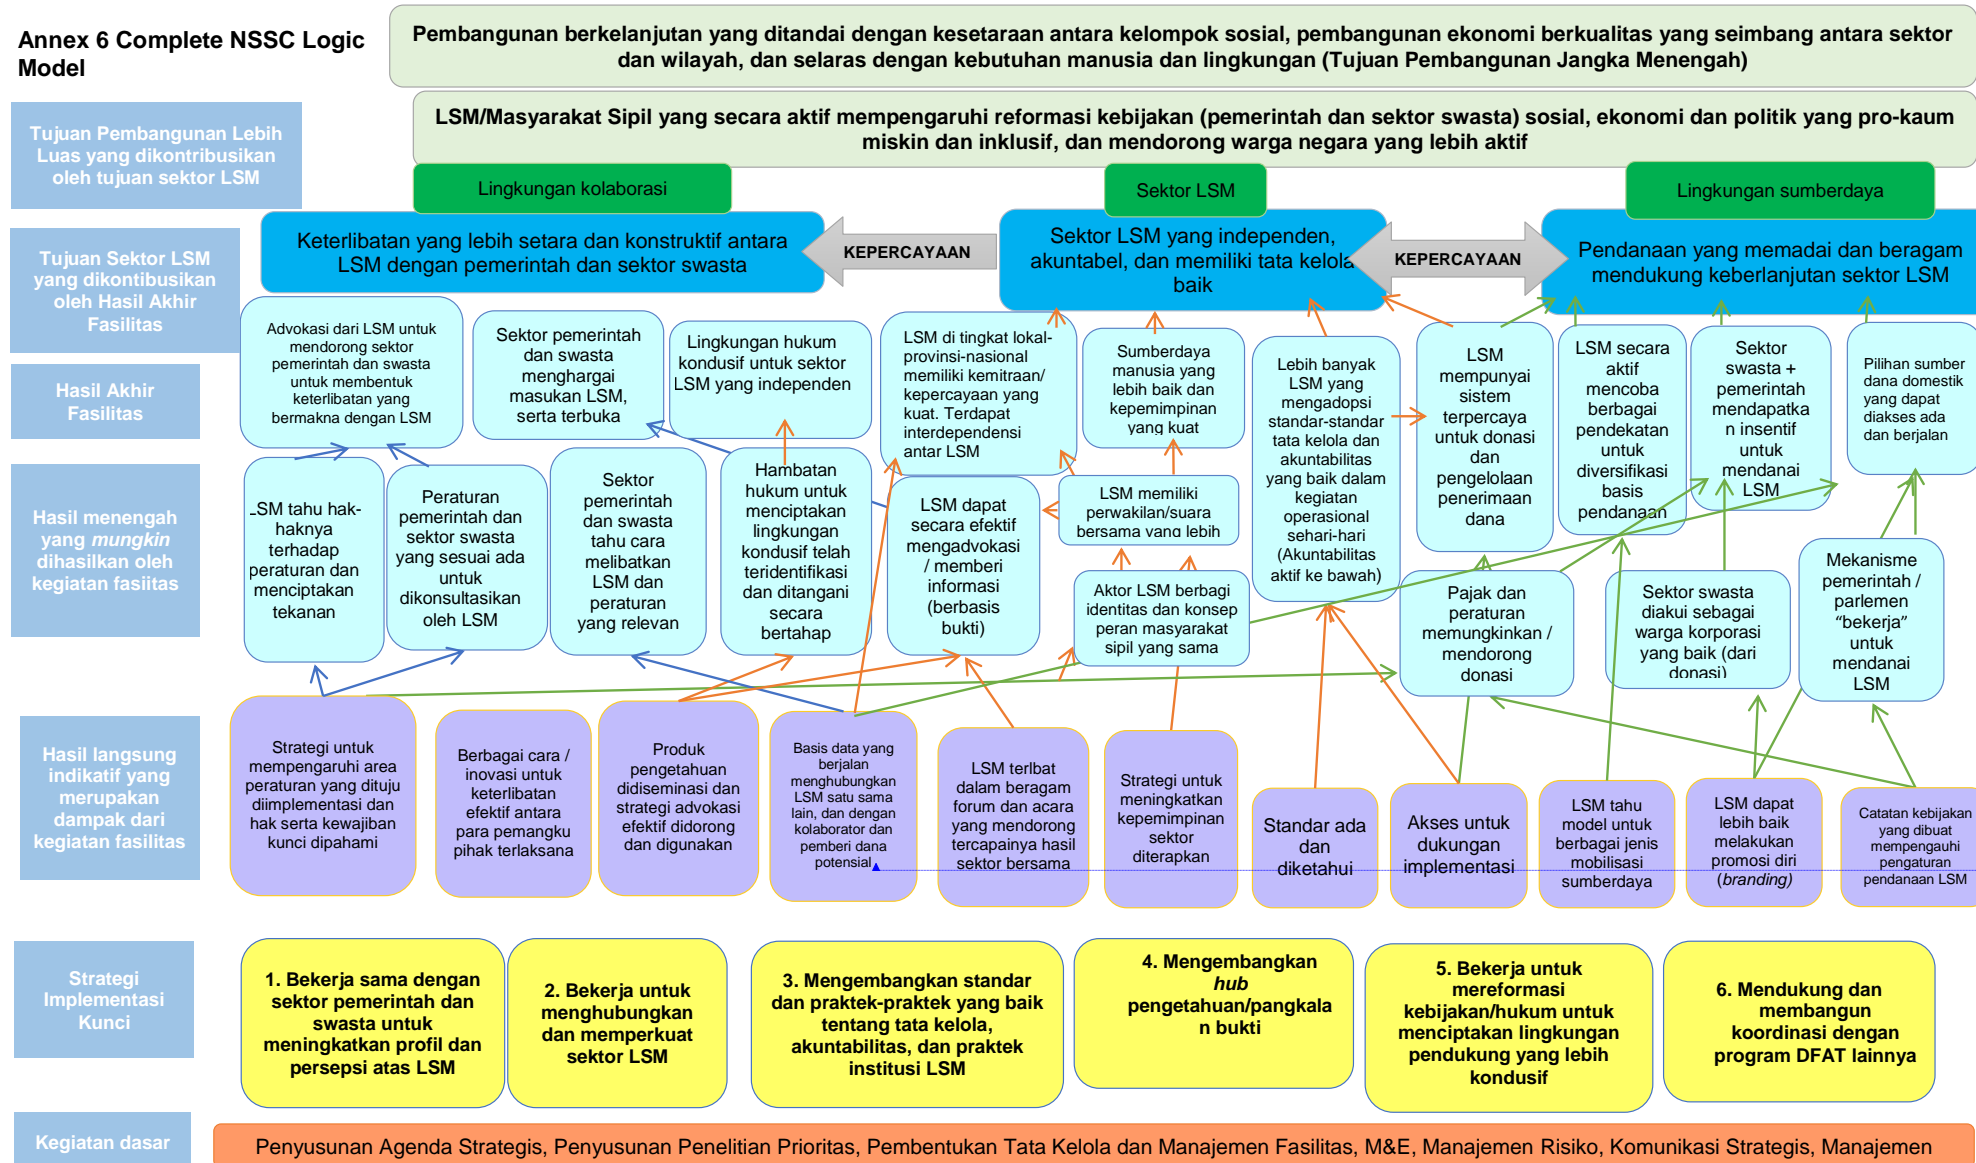 Annex 6 Complete NSSC Logic
Model
Pembangunan berkelanjutan yang ditandai dengan kesetaraan antara kelompok sosial, pembangunan ekonomi berkualitas yang seimbang antara sektor
dan wilayah, dan selaras dengan kebutuhan manusia dan lingkungan (Tujuan Pembangunan Jangka Menengah)
Tujuan Pembangunan Lebih
Luas yang dikontribusikan
oleh tujuan sektor LSM
LSM/Masyarakat Sipil yang secara aktif mempengaruhi reformasi kebijakan (pemerintah dan sektor swasta) sosial, ekonomi dan politik yang pro-kaum
miskin dan inklusif, dan mendorong warga negara yang lebih aktif
Lingkungan kolaborasi
Sektor LSM
Lingkungan sumberdaya
Tujuan Sektor LSM
yang dikontibusikan
oleh Hasil Akhir
Fasilitas
Keterlibatan yang lebih setara dan konstruktif antara
LSM dengan pemerintah dan sektor swasta
KEPERCAYAAN
Sektor LSM yang independen,
akuntabel, dan memiliki tata kelola
baik
KEPERCAYAAN
Pendanaan yang memadai dan beragam
mendukung keberlanjutan sektor LSM
Hasil Akhir
Fasilitas
Advokasi dari LSM untuk
mendorong sektor
pemerintah dan swasta
untuk membentuk
keterlibatan yang
bermakna dengan LSM
Sektor pemerintah
dan swasta
menghargai
masukan LSM,
serta terbuka
Lingkungan hukum
kondusif untuk sektor
LSM yang independen
LSM di tingkat lokal-
provinsi-nasional
memiliki kemitraan/
kepercayaan yang
kuat. Terdapat
interdependensi
antar LSM
Sumberdaya
manusia yang
lebih baik dan
kepemimpinan
yang kuat
Lebih banyak
LSM yang
mengadopsi
standar-standar
tata kelola dan
akuntabilitas
yang baik dalam
kegiatan
operasional
sehari-hari
(Akuntabilitas
aktif ke bawah)
LSM
mempunyai
sistem
terpercaya
untuk donasi
dan
pengelolaan
penerimaan
dana
LSM secara
aktif
mencoba
berbagai
pendekatan
untuk
diversifikasi
basis
pendanaan
Sektor
swasta +
pemerintah
mendapatka
n insentif
untuk
mendanai
LSM
Pilihan sumber
dana domestik
yang dapat
diakses ada
dan berjalan
Hasil menengah
yang mungkin
dihasilkan oleh
kegiatan fasiitas
LSM tahu hak-
haknya
terhadap
peraturan dan
menciptakan
tekanan
Peraturan
pemerintah dan
sektor swasta
yang sesuai ada
untuk
dikonsultasikan
oleh LSM
Sektor
pemerintah
dan swasta
tahu cara
melibatkan
LSM dan
peraturan
yang relevan
Hambatan
hukum untuk
menciptakan
lingkungan
kondusif telah
teridentifikasi
dan ditangani
secara
bertahap
LSM dapat
secara efektif
mengadvokasi
/ memberi
informasi
(berbasis
bukti)
LSM memiliki
perwakilan/suara
bersama yang lebih
Aktor LSM berbagi
identitas dan konsep
peran masyarakat
sipil yang sama
Pajak dan
peraturan
memungkinkan /
mendorong
donasi
Sektor swasta
diakui sebagai
warga korporasi
yang baik (dari
donasi)
Mekanisme
pemerintah /
parlemen
“bekerja”
untuk
mendanai
LSM
Hasil langsung
indikatif yang
merupakan
dampak dari
kegiatan fasilitas
Strategi untuk
mempengaruhi area
peraturan yang dituju
diimplementasi dan
hak serta kewajiban
kunci dipahami
Berbagai cara /
inovasi untuk
keterlibatan
efektif antara
para pemangku
pihak terlaksana
Produk
pengetahuan
didiseminasi dan
strategi advokasi
efektif didorong
dan digunakan
Basis data yang
berjalan
menghubungkan
LSM satu sama
lain, dan dengan
kolaborator dan
pemberi dana
potensial
LSM terlbat
dalam beragam
forum dan acara
yang mendorong
tercapainya hasil
sektor bersama
Strategi untuk
meningkatkan
kepemimpinan
sektor
diterapkan
Standar ada
dan
diketahui
Akses untuk
dukungan
implementasi
LSM tahu
model untuk
berbagai jenis
mobilisasi
sumberdaya
LSM dapat
lebih baik
melakukan
promosi diri
(branding)
Catatan kebijakan
yang dibuat
mempengauhi
pengaturan
pendanaan LSM
Strategi
Implementasi
Kunci
1. Bekerja sama dengan
sektor pemerintah dan
swasta untuk
meningkatkan profil dan
persepsi atas LSM
2. Bekerja untuk
menghubungkan
dan memperkuat
sektor LSM
3. Mengembangkan standar
dan praktek-praktek yang baik
tentang tata kelola,
akuntabilitas, dan praktek
institusi LSM
4. Mengembangkan
hub
pengetahuan/pangkala
n bukti
5. Bekerja untuk
mereformasi
kebijakan/hukum untuk
menciptakan lingkungan
pendukung yang lebih
kondusif
6. Mendukung dan
membangun
koordinasi dengan
program DFAT lainnya
Kegiatan dasar
Penyusunan Agenda Strategis, Penyusunan Penelitian Prioritas, Pembentukan Tata Kelola dan Manajemen Fasilitas, M&E, Manajemen Risiko, Komunikasi Strategis, Manajemen